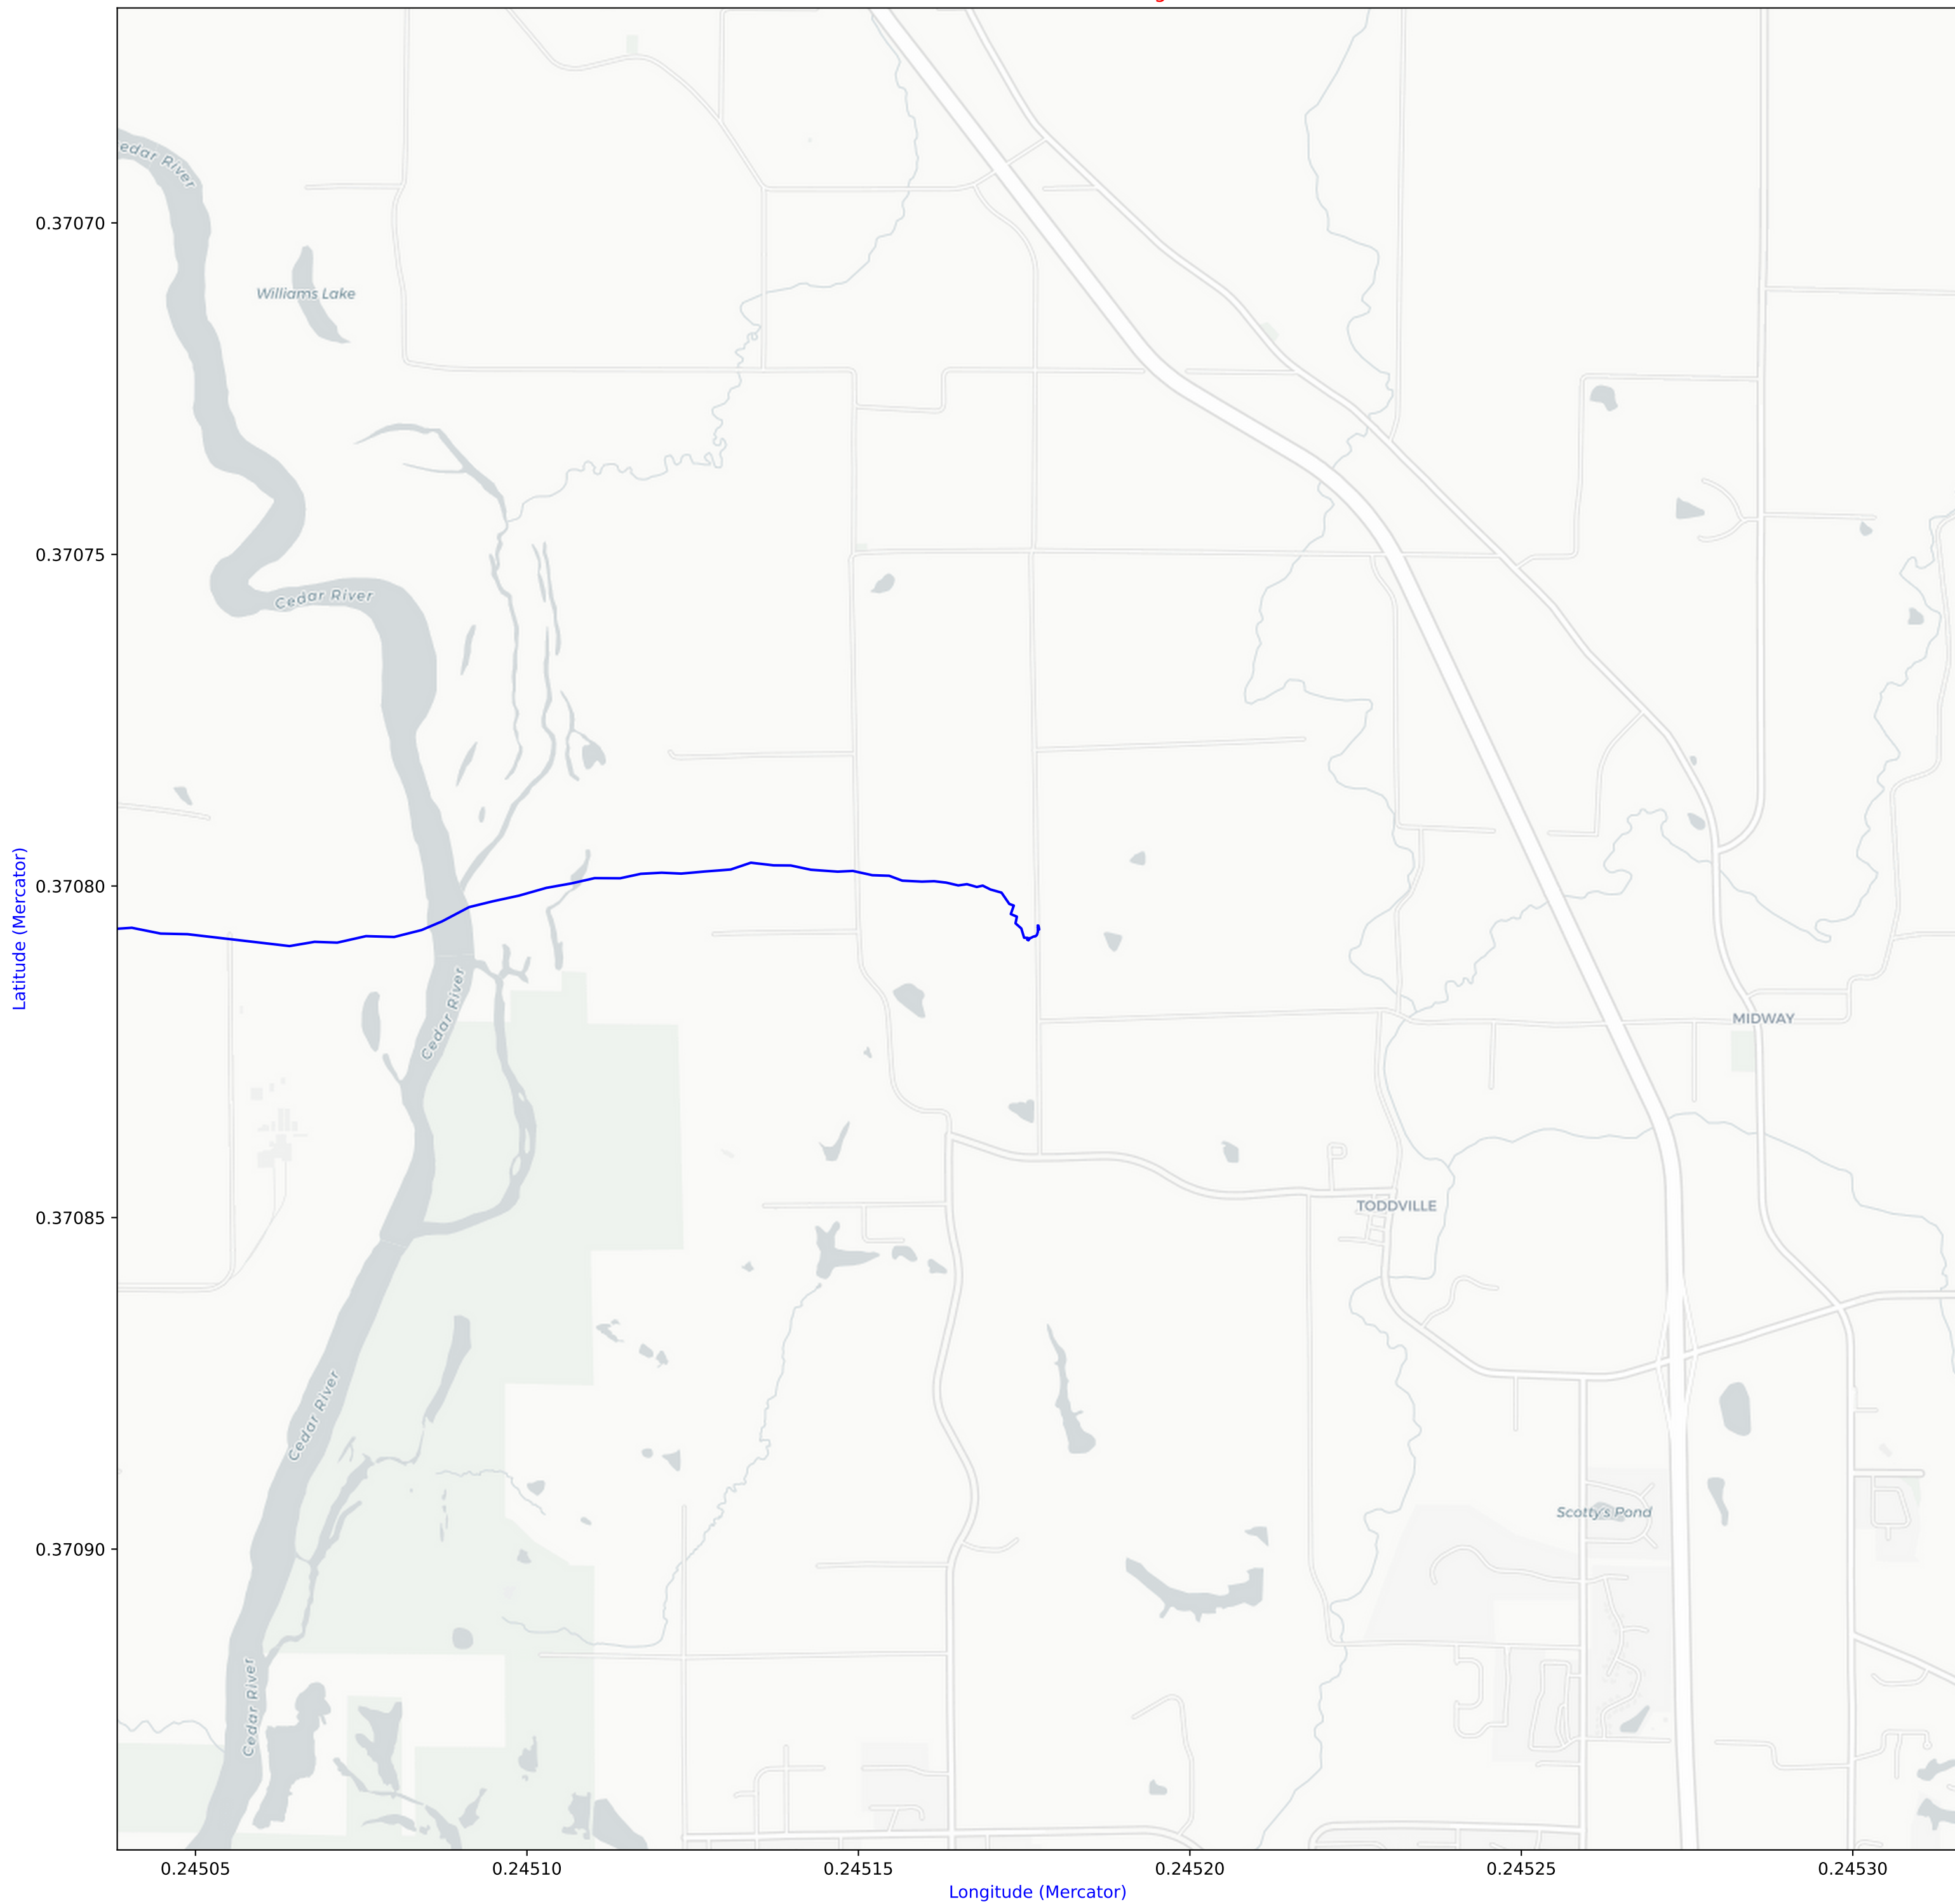 edar River
0.37070
Williams Lake
0.37075
Cedar River
Latitude (Mercator)
0.37080
Cedar River
MIDWAY
TODDVILLE
0.37085
Cedar River
Scotty's Pond
0.37090
Cedar River
0.24505
0.24510
0.24515
0.24520
0.24525
0.24530
Longitude (Mercator)